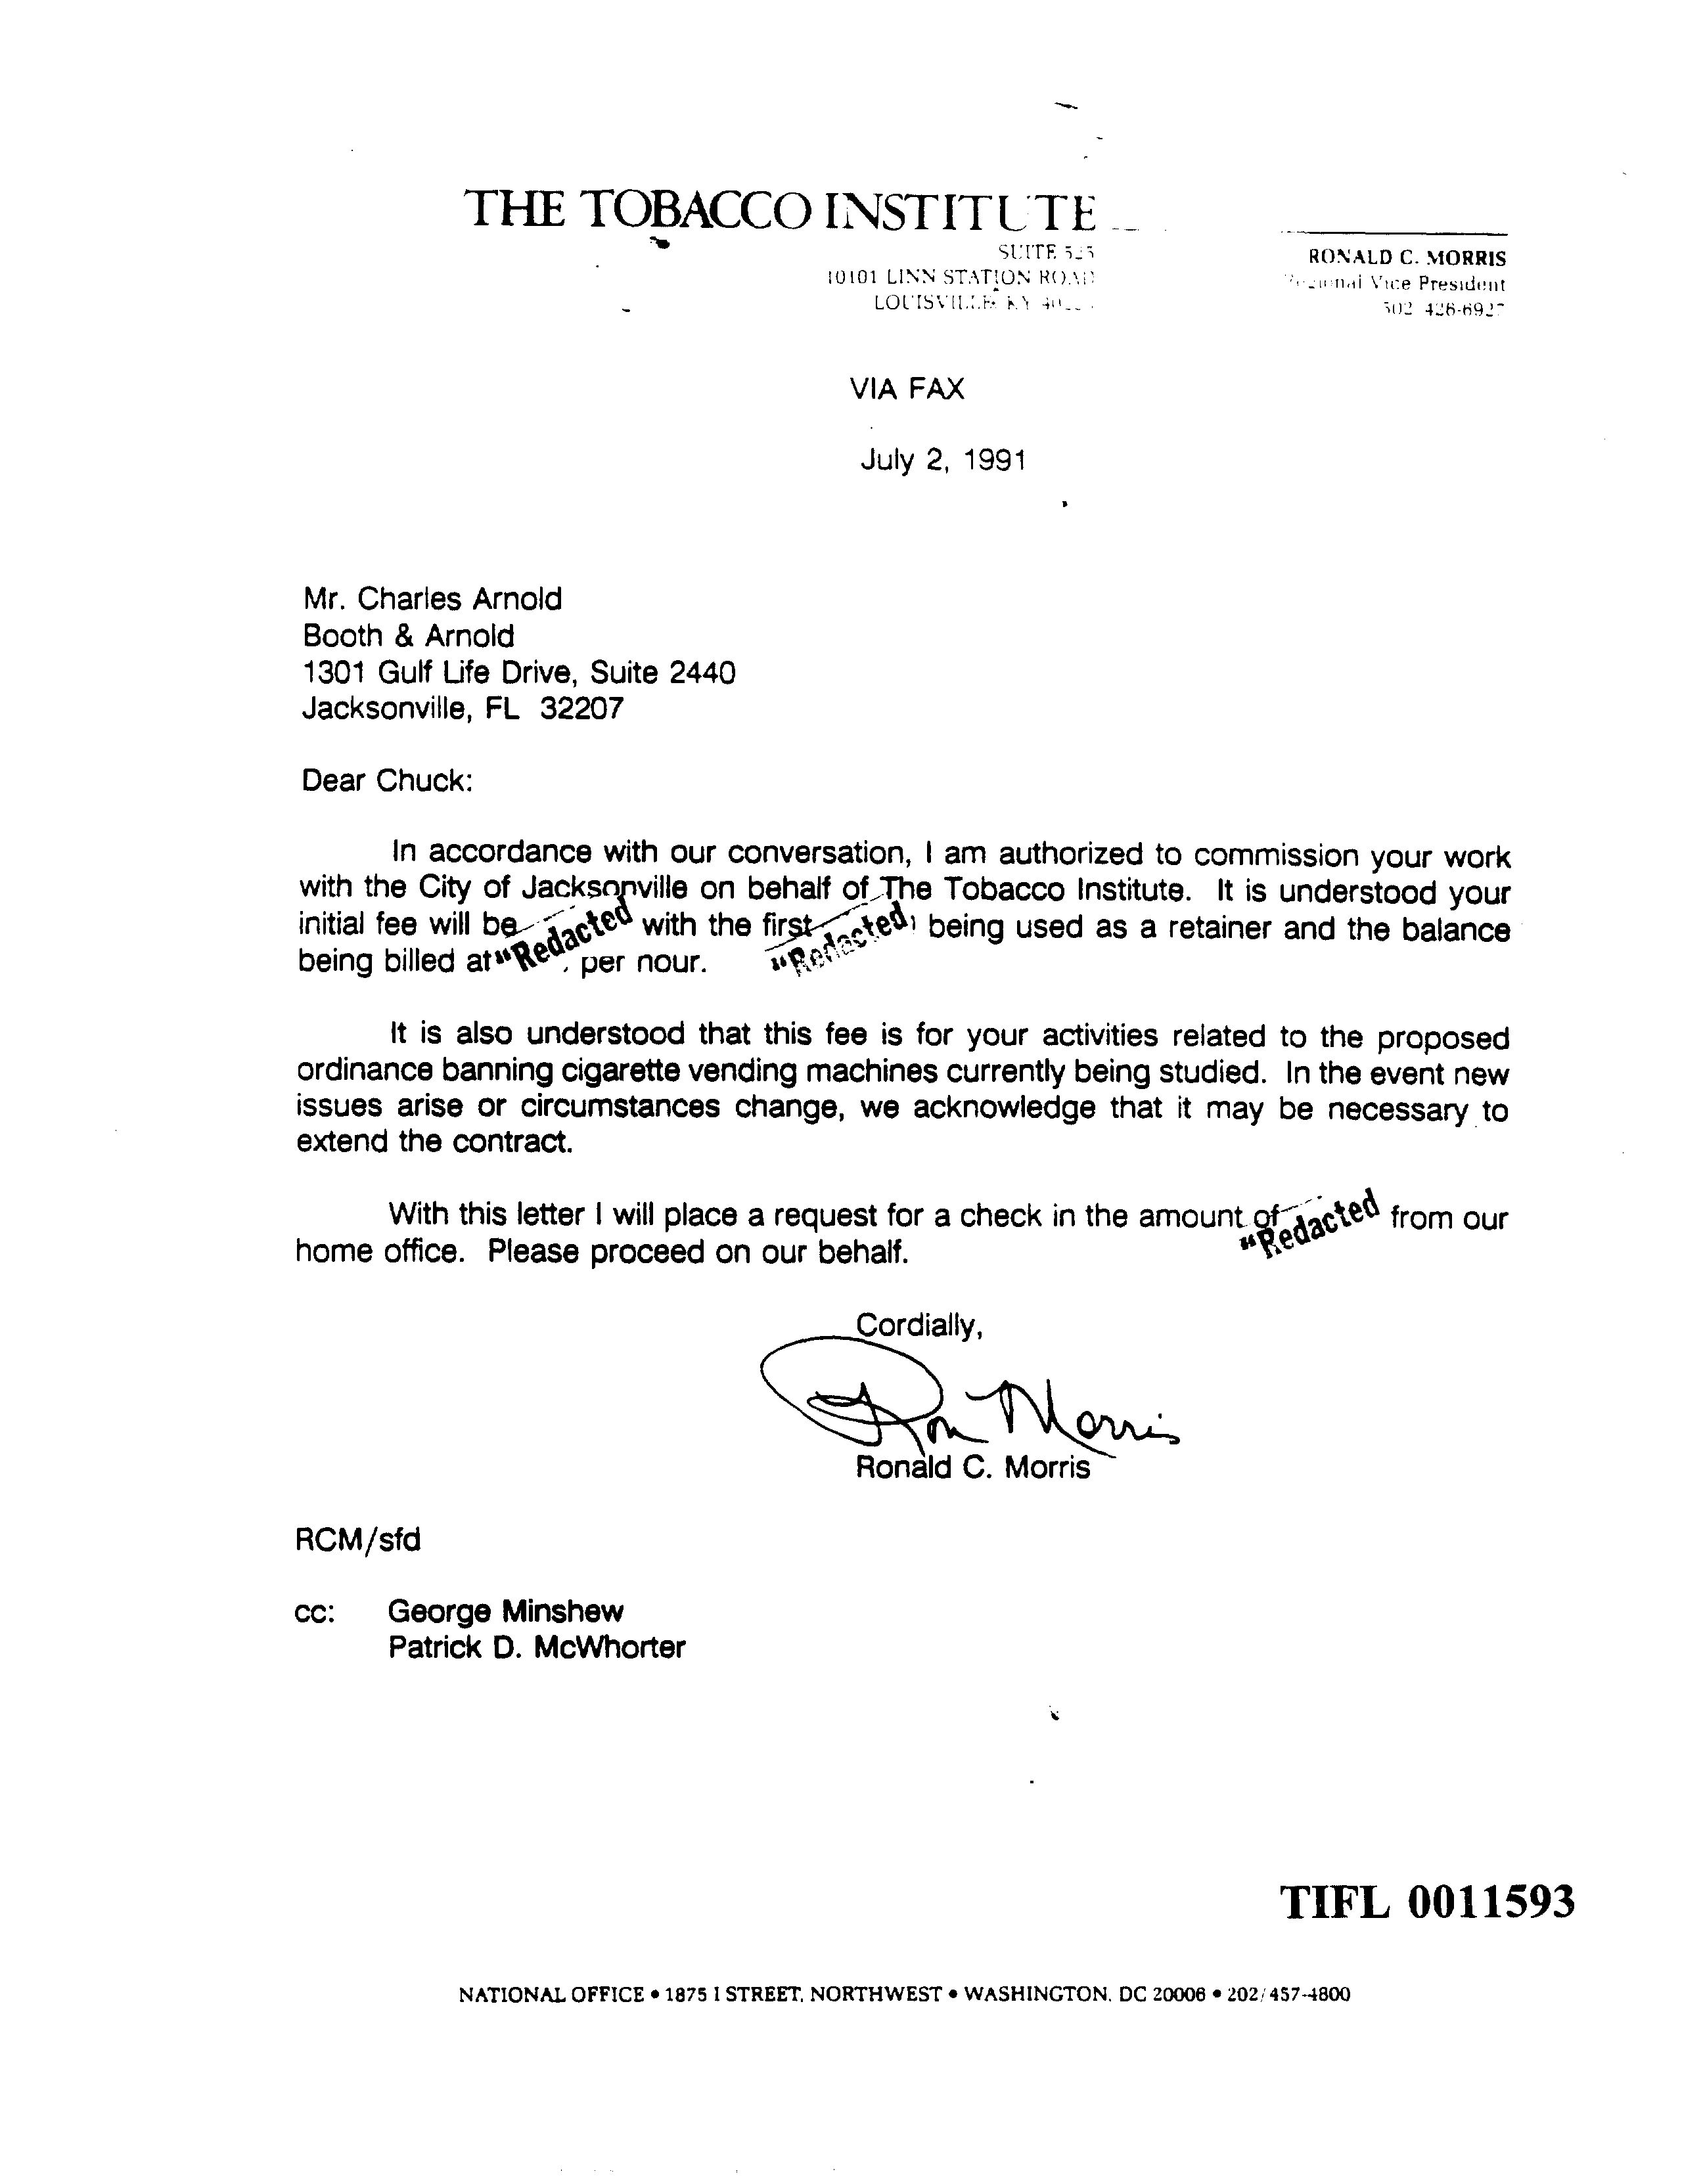 THE TOBACCO INSTITUTE
SUITE 525
10101 LINN STATION ROAD
LOUISVILLE KY
RONALD C. MORRIS
Regional Vice President
502 426-6927
VIA FAX
July 2, 1991
Mr. Charles Arnold
Booth & Arnold
1301 Gulf Life Drive, Suite 2440
Jacksonville, FL 32207
Dear Chuck:
In accordance with our conversation, I am authorized to commission your work
with the City of Jacksonville on behalf of The Tobacco Institute. It is understood your
initial fee will be "Redacted with the first "Redacted being used as a retainer and the balance
being billed at per hour.
It is also understood that this fee is for your activities related to the proposed
ordinance banning cigarette vending machines currently being studied. In the event new
issues arise or circumstances change, we acknowledge that it may be necessary to
extend the contract.
With this letter I will place a request for a check in the amount of "Redacted from our
home office. Please proceed on our behalf.
Cordially,
Ron Morris
Ronald C. Morris
RCM/sfd
cc: George Minshew
Patrick D. McWhorter
TIFL 0011593
NATIONAL OFFICE • 1875 I STREET, NORTHWEST • WASHINGTON, DC 20006 • 202/457-4800